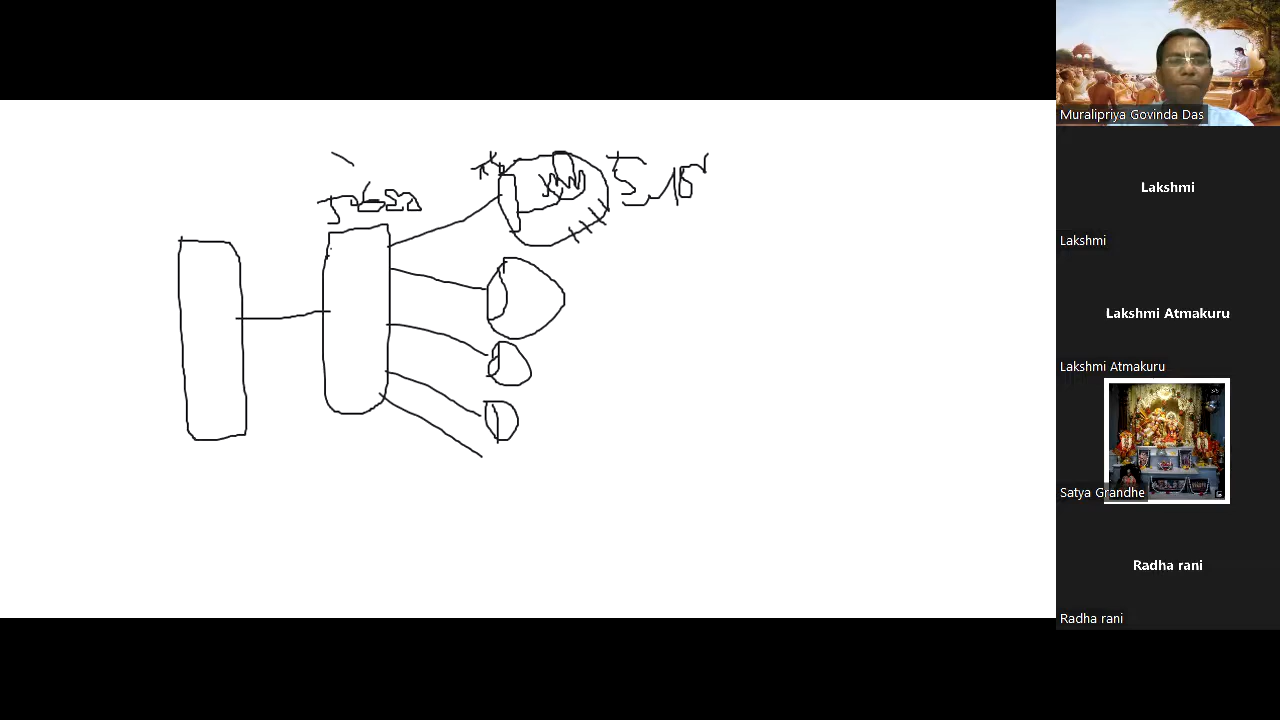 Muralipriya Govinda Das
Lakshmi
Lakshmi
Lakshmi Atmakuru
Lakshmi Atmakuru
Satya Grandhe
Radha rani
Radha rani